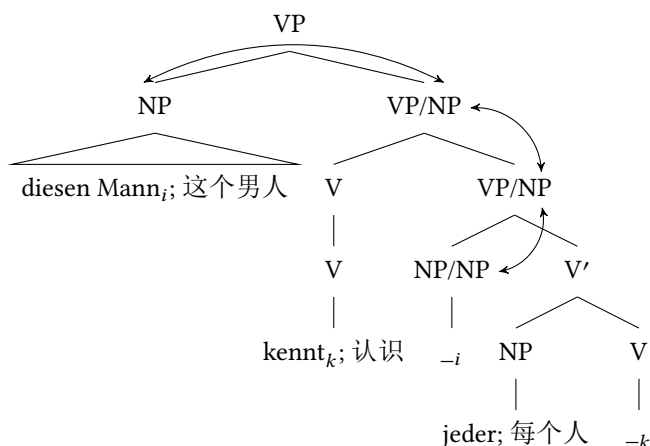 VP
NP VP/NP
diesen Mannᵢ; 这个男人 V VP/NP
V NP/NP V′
kenntₖ; 认识 _ᵢ NP V
jeder; 每个人 _ₖ